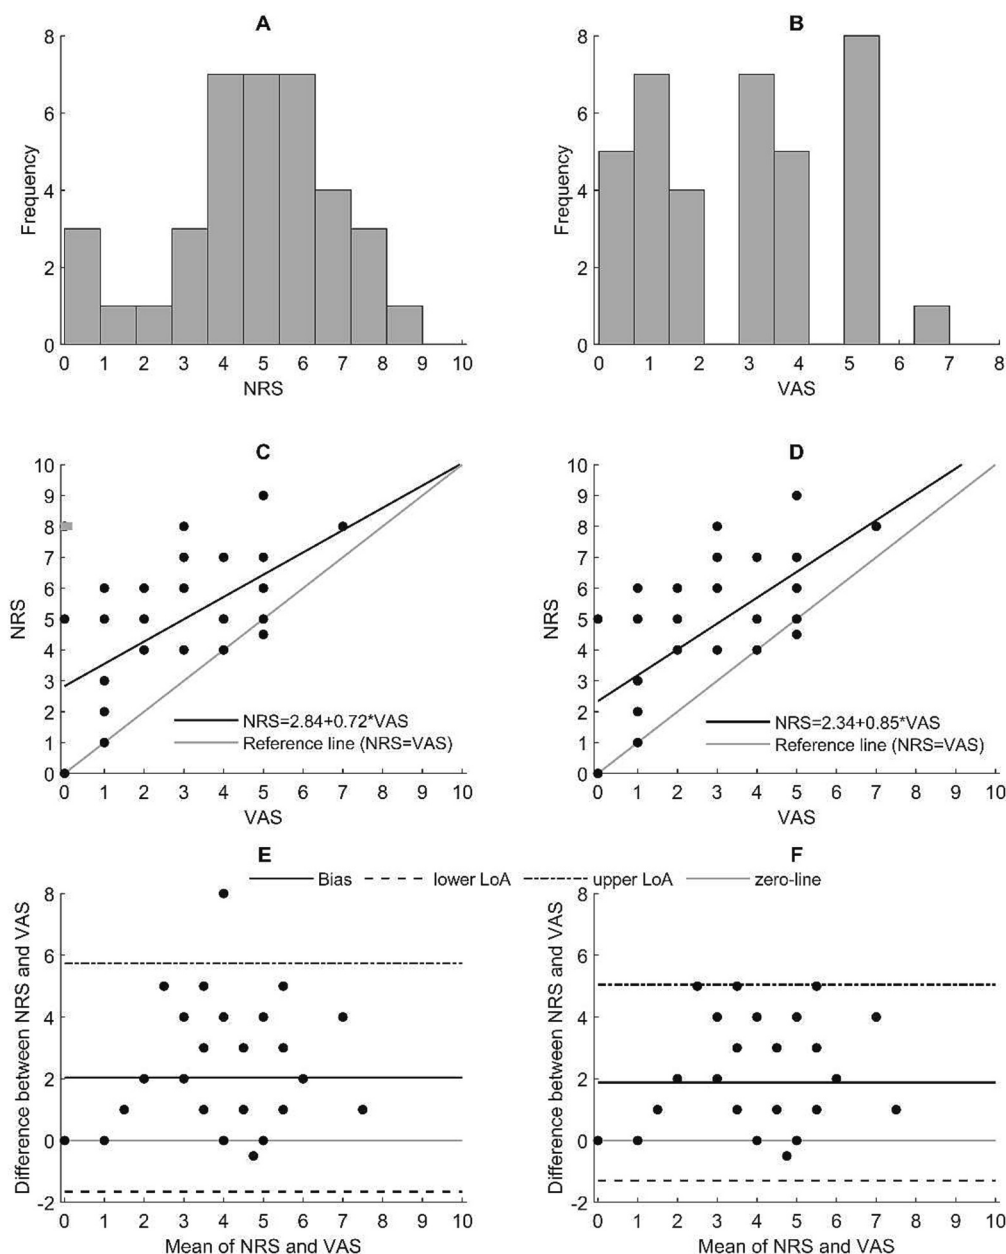 A
B
8
6
4
2
0
Frequency
0 1 2 3 4 5 6 7 8 9 10
NRS
8
6
4
2
0
Frequency
0 1 2 3 4 5 6 7 8
VAS
C
D
10
9
8
7
6
5
4
3
2
1
0
NRS
NRS=2.84+0.72*VAS
Reference line (NRS=VAS)
0 1 2 3 4 5 6 7 8 9 10
VAS
10
9
8
7
6
5
4
3
2
1
0
NRS
NRS=2.34+0.85*VAS
Reference line (NRS=VAS)
0 1 2 3 4 5 6 7 8 9 10
VAS
E
F
Bias lower LoA upper LoA zero-line
8
6
4
2
0
-2
Difference between NRS and VAS
0 1 2 3 4 5 6 7 8 9 10
Mean of NRS and VAS
8
6
4
2
0
-2
Difference between NRS and VAS
0 1 2 3 4 5 6 7 8 9 10
Mean of NRS and VAS